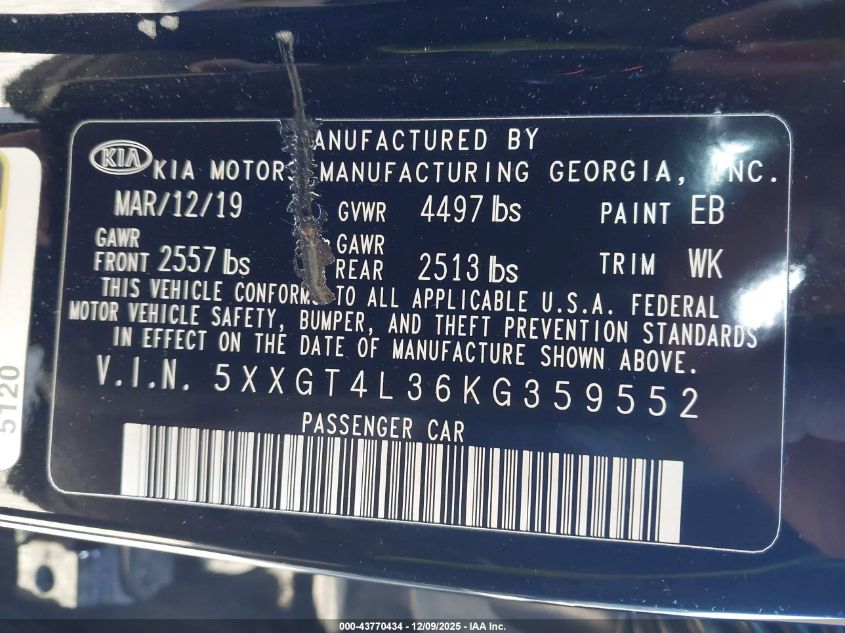 MANUFACTURED BY
KIA KIA MOTORS MANUFACTURING GEORGIA, INC.
MAR/12/19 GVWR 4497 lbs PAINT EB
GAWR FRONT 2557 lbs GAWR REAR 2513 lbs TRIM WK
THIS VEHICLE CONFORMS TO ALL APPLICABLE U.S.A. FEDERAL
MOTOR VEHICLE SAFETY, BUMPER, AND THEFT PREVENTION STANDARDS
IN EFFECT ON THE DATE OF MANUFACTURE SHOWN ABOVE.
V.I.N. 5XXGT4L36KG359552
PASSENGER CAR
5120
000-43770434 - 12/09/2025 - IAA Inc.